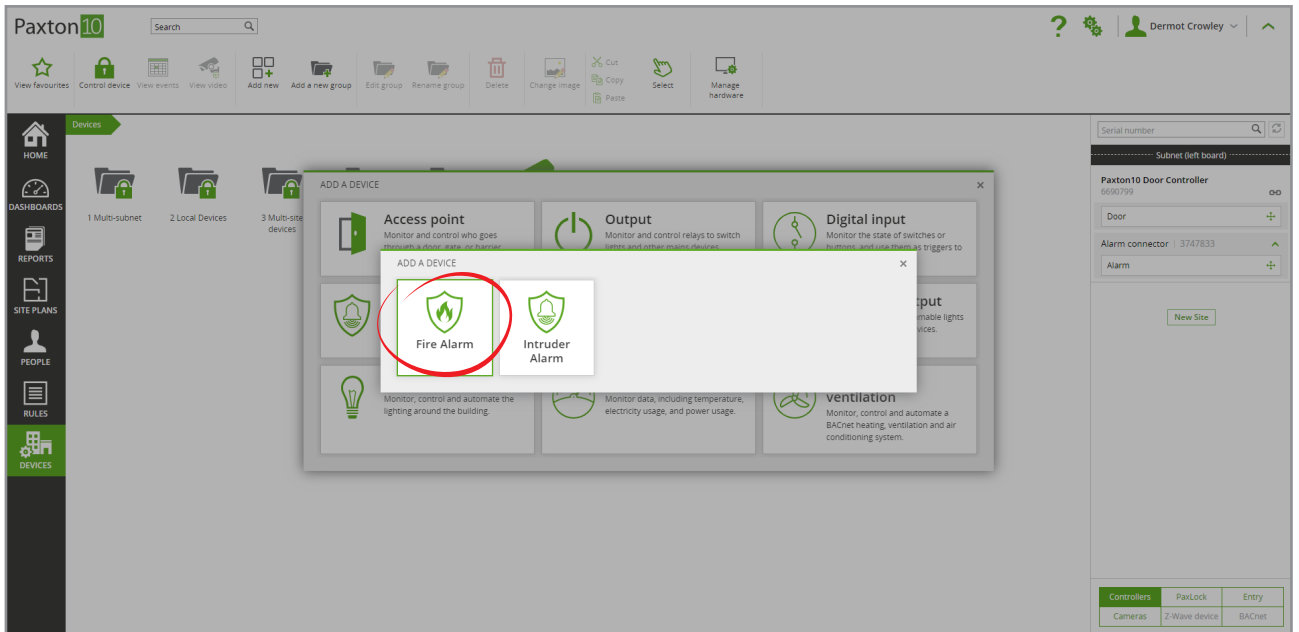 Paxton10
Search
Dermot Crowley
View favourites
Control device
View events
View video
Add new
Add a new group
Edit group
Rename group
Delete
Change image
Cut
Copy
Paste
Select
Manage
hardware
HOME
DASHBOARDS
REPORTS
SITE PLANS
PEOPLE
RULES
DEVICES
Devices
1 Multi-subnet
2 Local Devices
3 Multi-site
devices
ADD A DEVICE
Access point
Monitor and control who goes
through a door, gate, or barrier
Output
Monitor and control relays to switch
lights and other mains devices
Digital input
Monitor the state of switches or
buttons, and use them as triggers to
ADD A DEVICE
Fire Alarm
Intruder
Alarm
tput
lights
Monitor, control and automate the
lighting around the building.
Monitor data, including temperature,
electricity usage, and power usage.
ventilation
Monitor, control and automate a
BACnet heating, ventilation and air
conditioning system.
Serial number
Subnet (left board)
Paxton10 Door Controller
6690799
Door
Alarm connector | 3747833
Alarm
New Site
Controllers
PaxLock
Entry
Cameras
Z-Wave device
BACnet